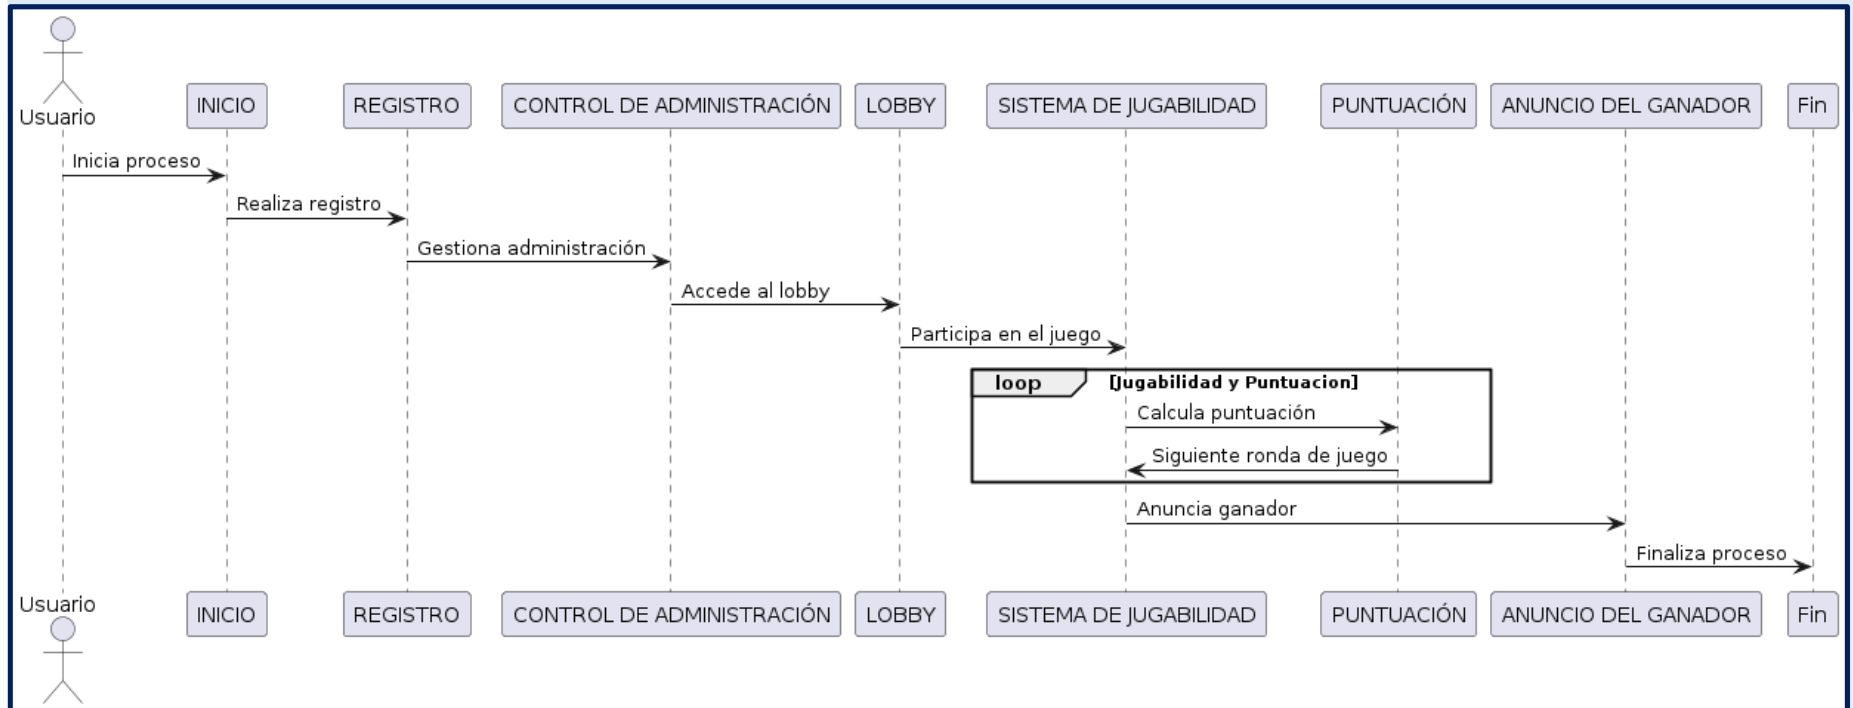 Usuario
INICIO
REGISTRO
CONTROL DE ADMINISTRACIÓN
LOBBY
SISTEMA DE JUGABILIDAD
PUNTUACIÓN
ANUNCIO DEL GANADOR
Fin
Inicia proceso
Realiza registro
Gestiona administración
Accede al lobby
Participa en el juego
loop [Jugabilidad y Puntuacion]
Calcula puntuación
Siguiente ronda de juego
Anuncia ganador
Finaliza proceso
Usuario
INICIO
REGISTRO
CONTROL DE ADMINISTRACIÓN
LOBBY
SISTEMA DE JUGABILIDAD
PUNTUACIÓN
ANUNCIO DEL GANADOR
Fin